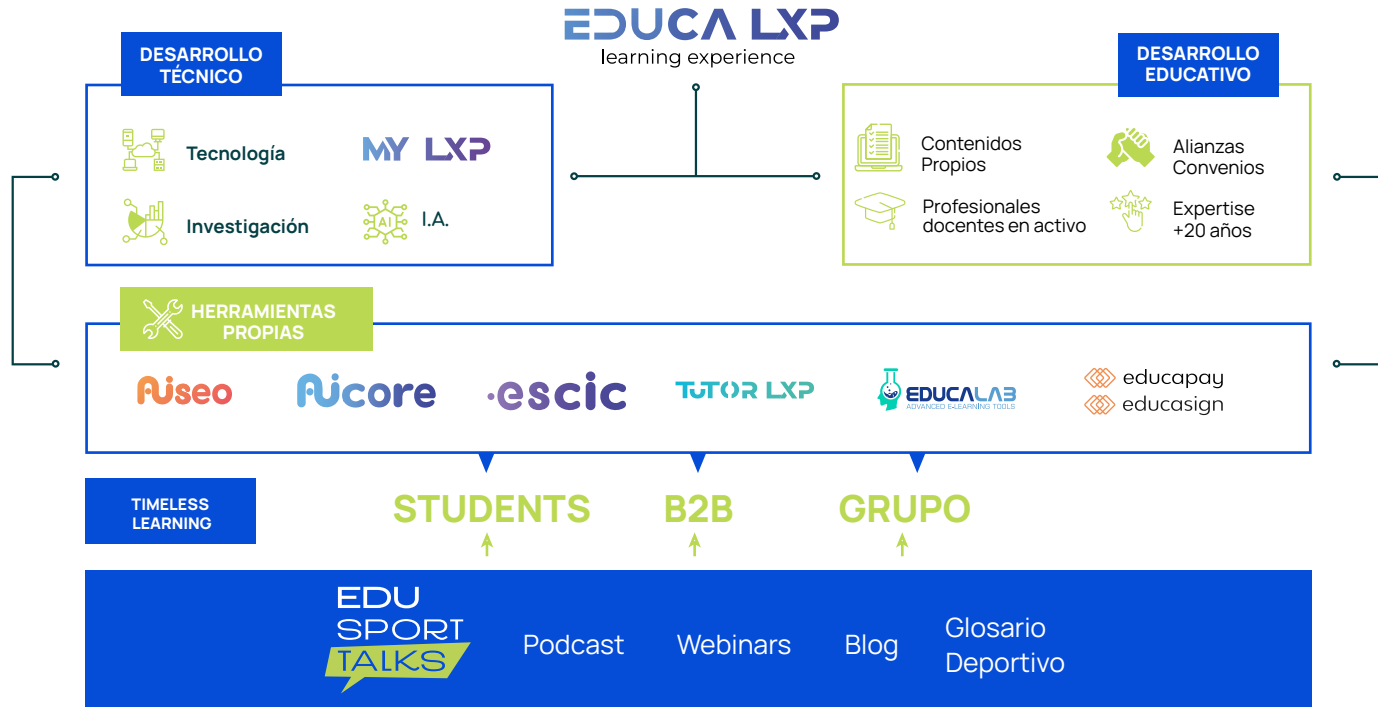 EDUCA LXP
learning experience
DESARROLLO
TÉCNICO
Tecnología
MY LXP
Investigación
AI
I.A.
DESARROLLO
EDUCATIVO
Contenidos
Propios
Alianzas
Convenios
Profesionales
docentes en activo
Expertise
+20 años
HERRAMIENTAS
PROPIAS
AiSeo
Aicore
·escic
TUTOR LXP
EDUCALAB
ADVANCED E-LEARNING TOOLS
educapay
educasign
TIMELESS
LEARNING
STUDENTS
B2B
GRUPO
EDU
SPORT
TALKS
Podcast
Webinars
Blog
Glosario
Deportivo